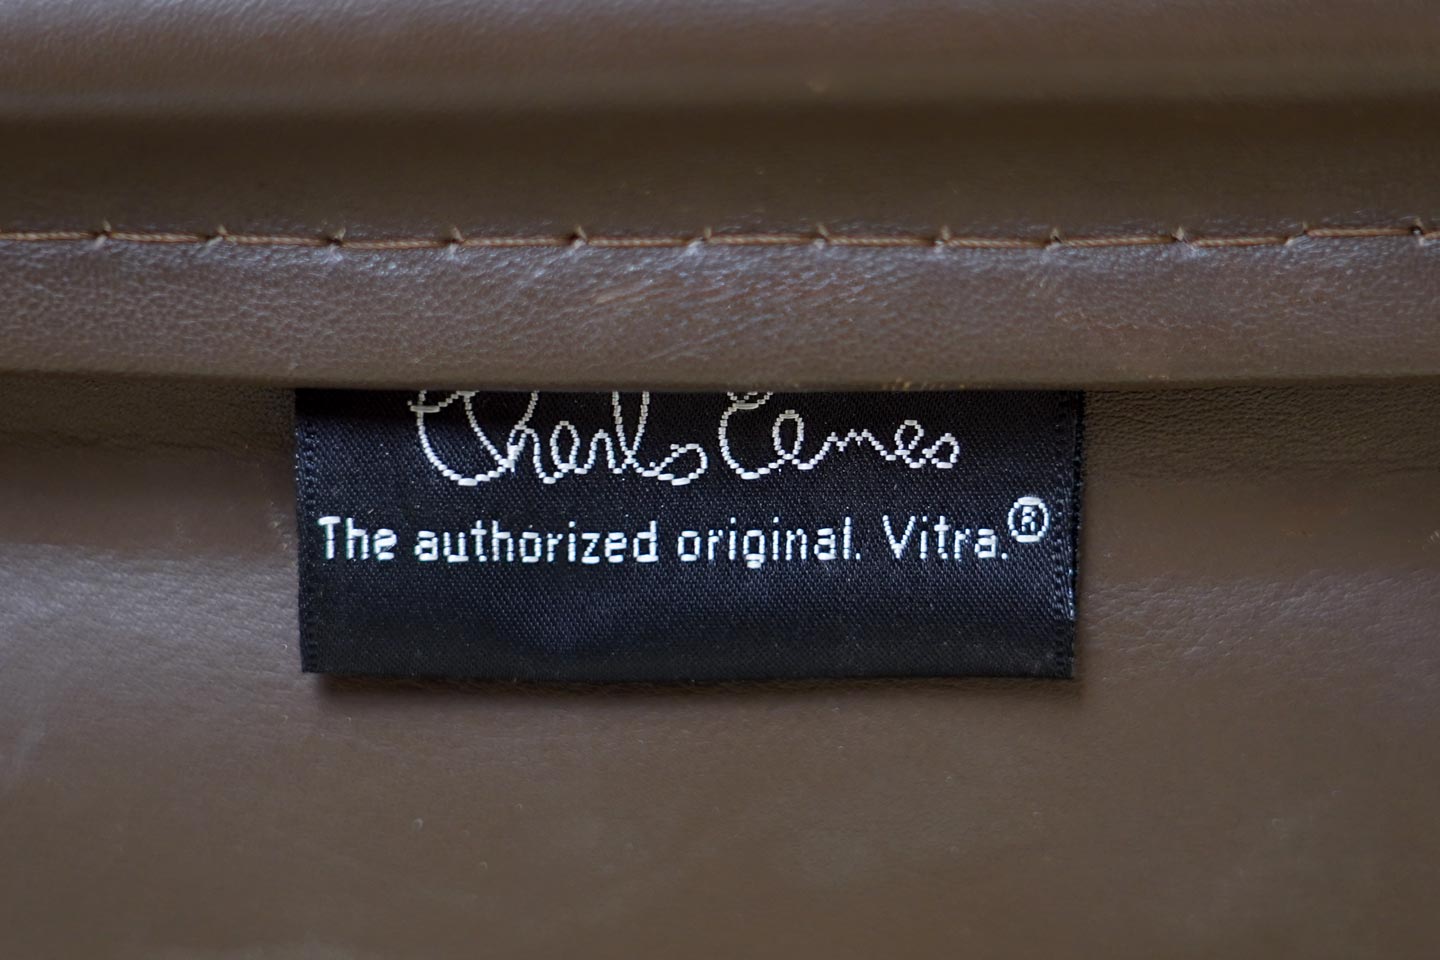 Charles Eames
The authorized original. Vitra.®